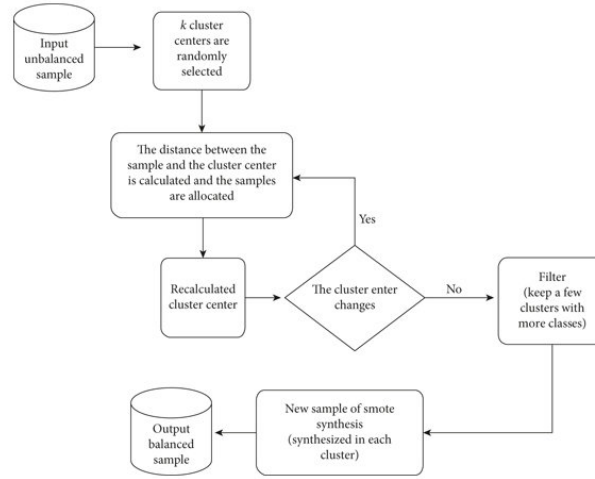 Input
unbalanced
sample
k cluster
centers are
randomly
selected
The distance between the
sample and the cluster center
is calculated and the samples
are allocated
Yes
Recalculated
cluster center
The cluster enter
changes
No
Filter
(keep a few
clusters with
more classes)
Output
balanced
sample
New sample of smote
synthesis
(synthesized in each
cluster)